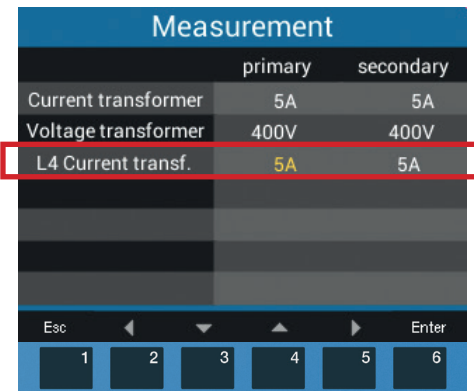 Measurement
primary secondary
Current transformer 5A 5A
Voltage transformer 400V 400V
L4 Current transf. 5A 5A
Esc Enter
1 2 3 4 5 6